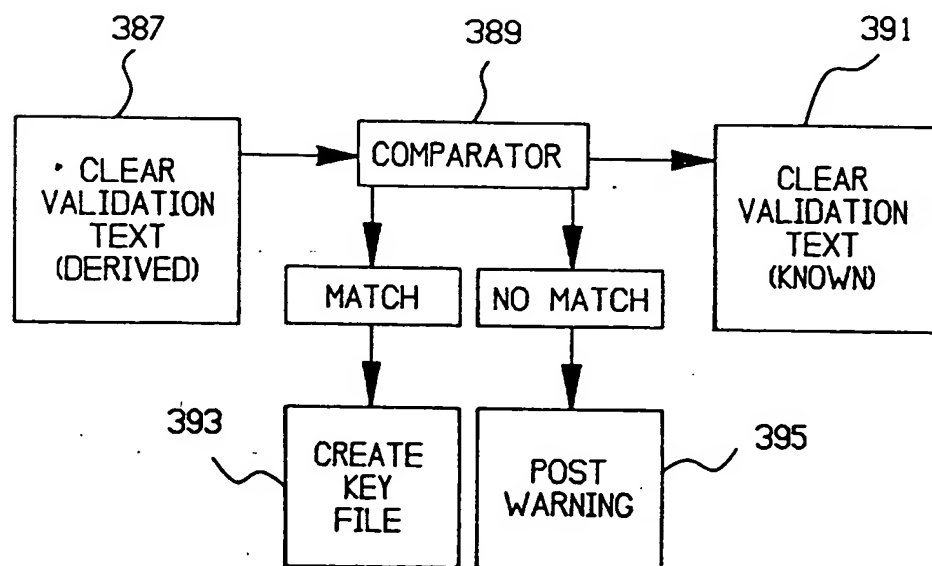 387
389
391
CLEAR
VALIDATION
TEXT
(DERIVED)
COMPARATOR
CLEAR
VALIDATION
TEXT
(KNOWN)
MATCH
NO MATCH
393
CREATE
KEY
FILE
POST
WARNING
395